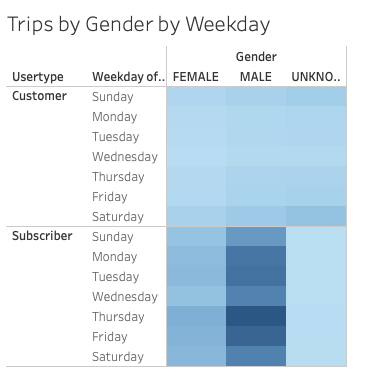 Trips by Gender by Weekday
Gender
Usertype Weekday of.. FEMALE MALE UNKNO..
Customer Sunday
Monday
Tuesday
Wednesday
Thursday
Friday
Saturday
Subscriber Sunday
Monday
Tuesday
Wednesday
Thursday
Friday
Saturday